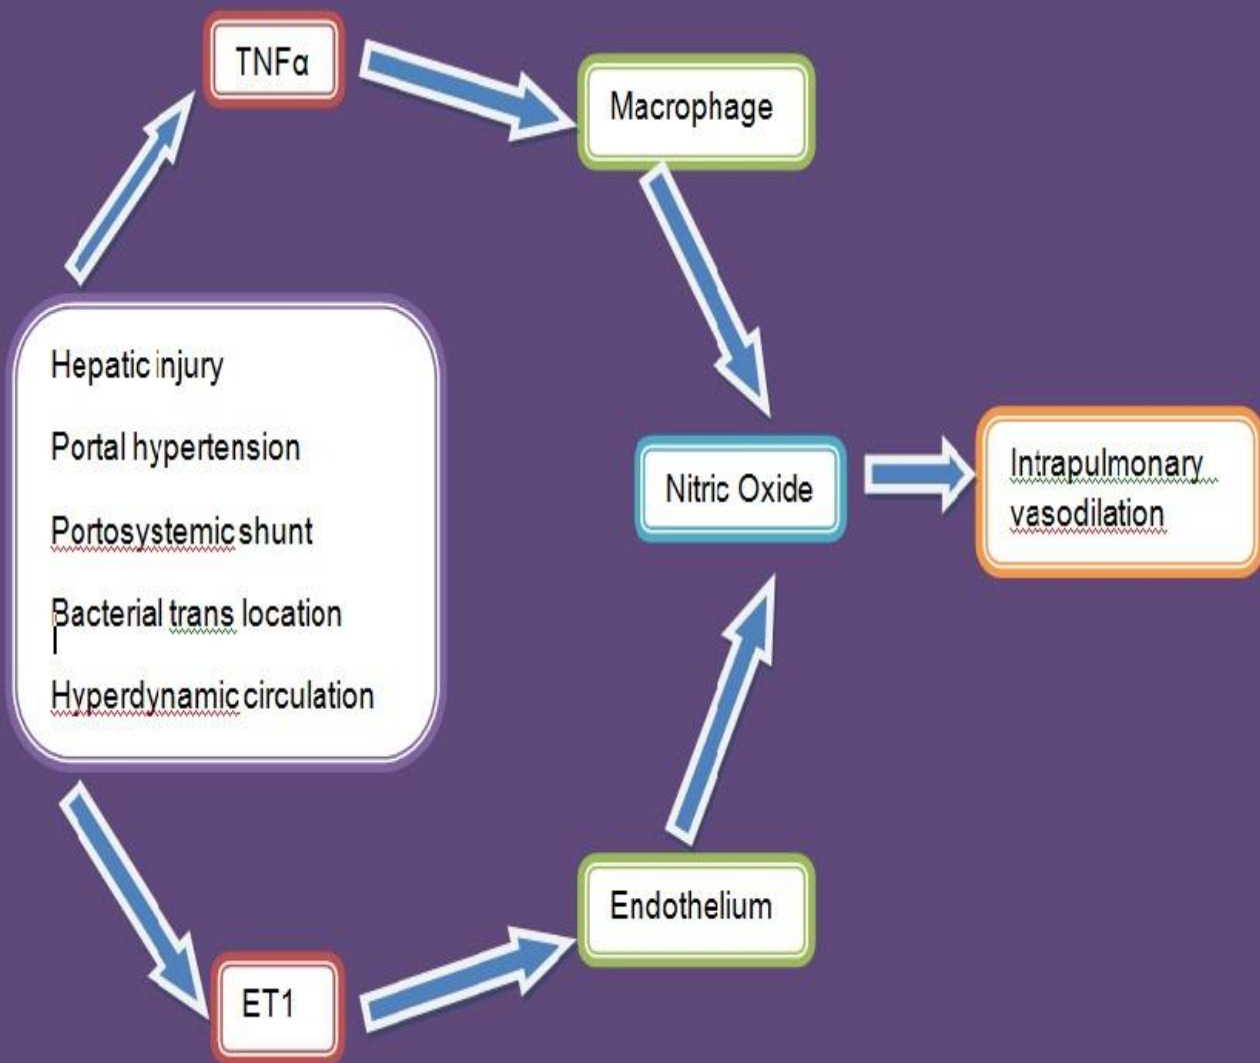 TNFα
Macrophage
Hepatic injury
Portal hypertension
Portosystemic shunt
Bacterial trans location
Hyperdynamic circulation
Nitric Oxide
Intrapulmonary
vasodilation
Endothelium
ET1